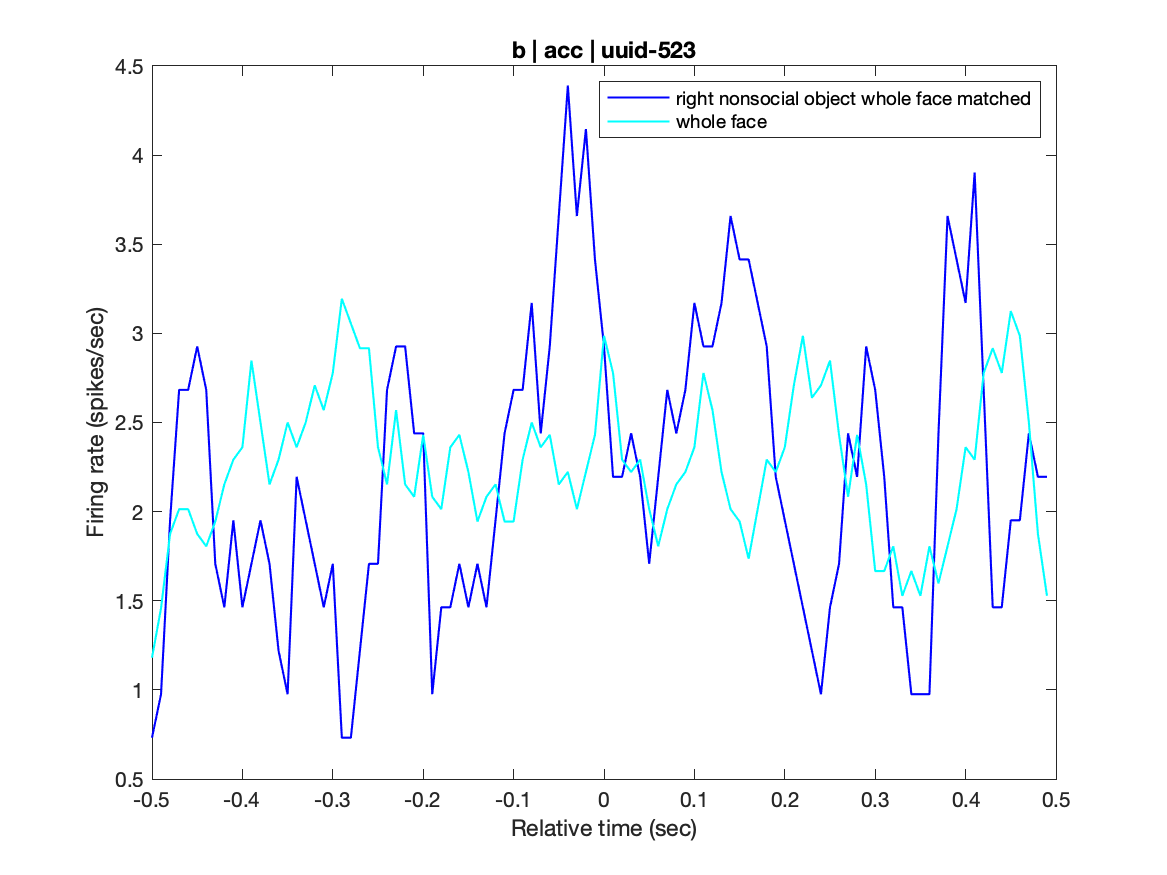 b | acc | uuid-523
4.5
right nonsocial object whole face matched
whole face
4
3.5
3
2.5
2
1.5
1
0.5
Firing rate (spikes/sec)
-0.5 -0.4 -0.3 -0.2 -0.1 0 0.1 0.2 0.3 0.4 0.5
Relative time (sec)